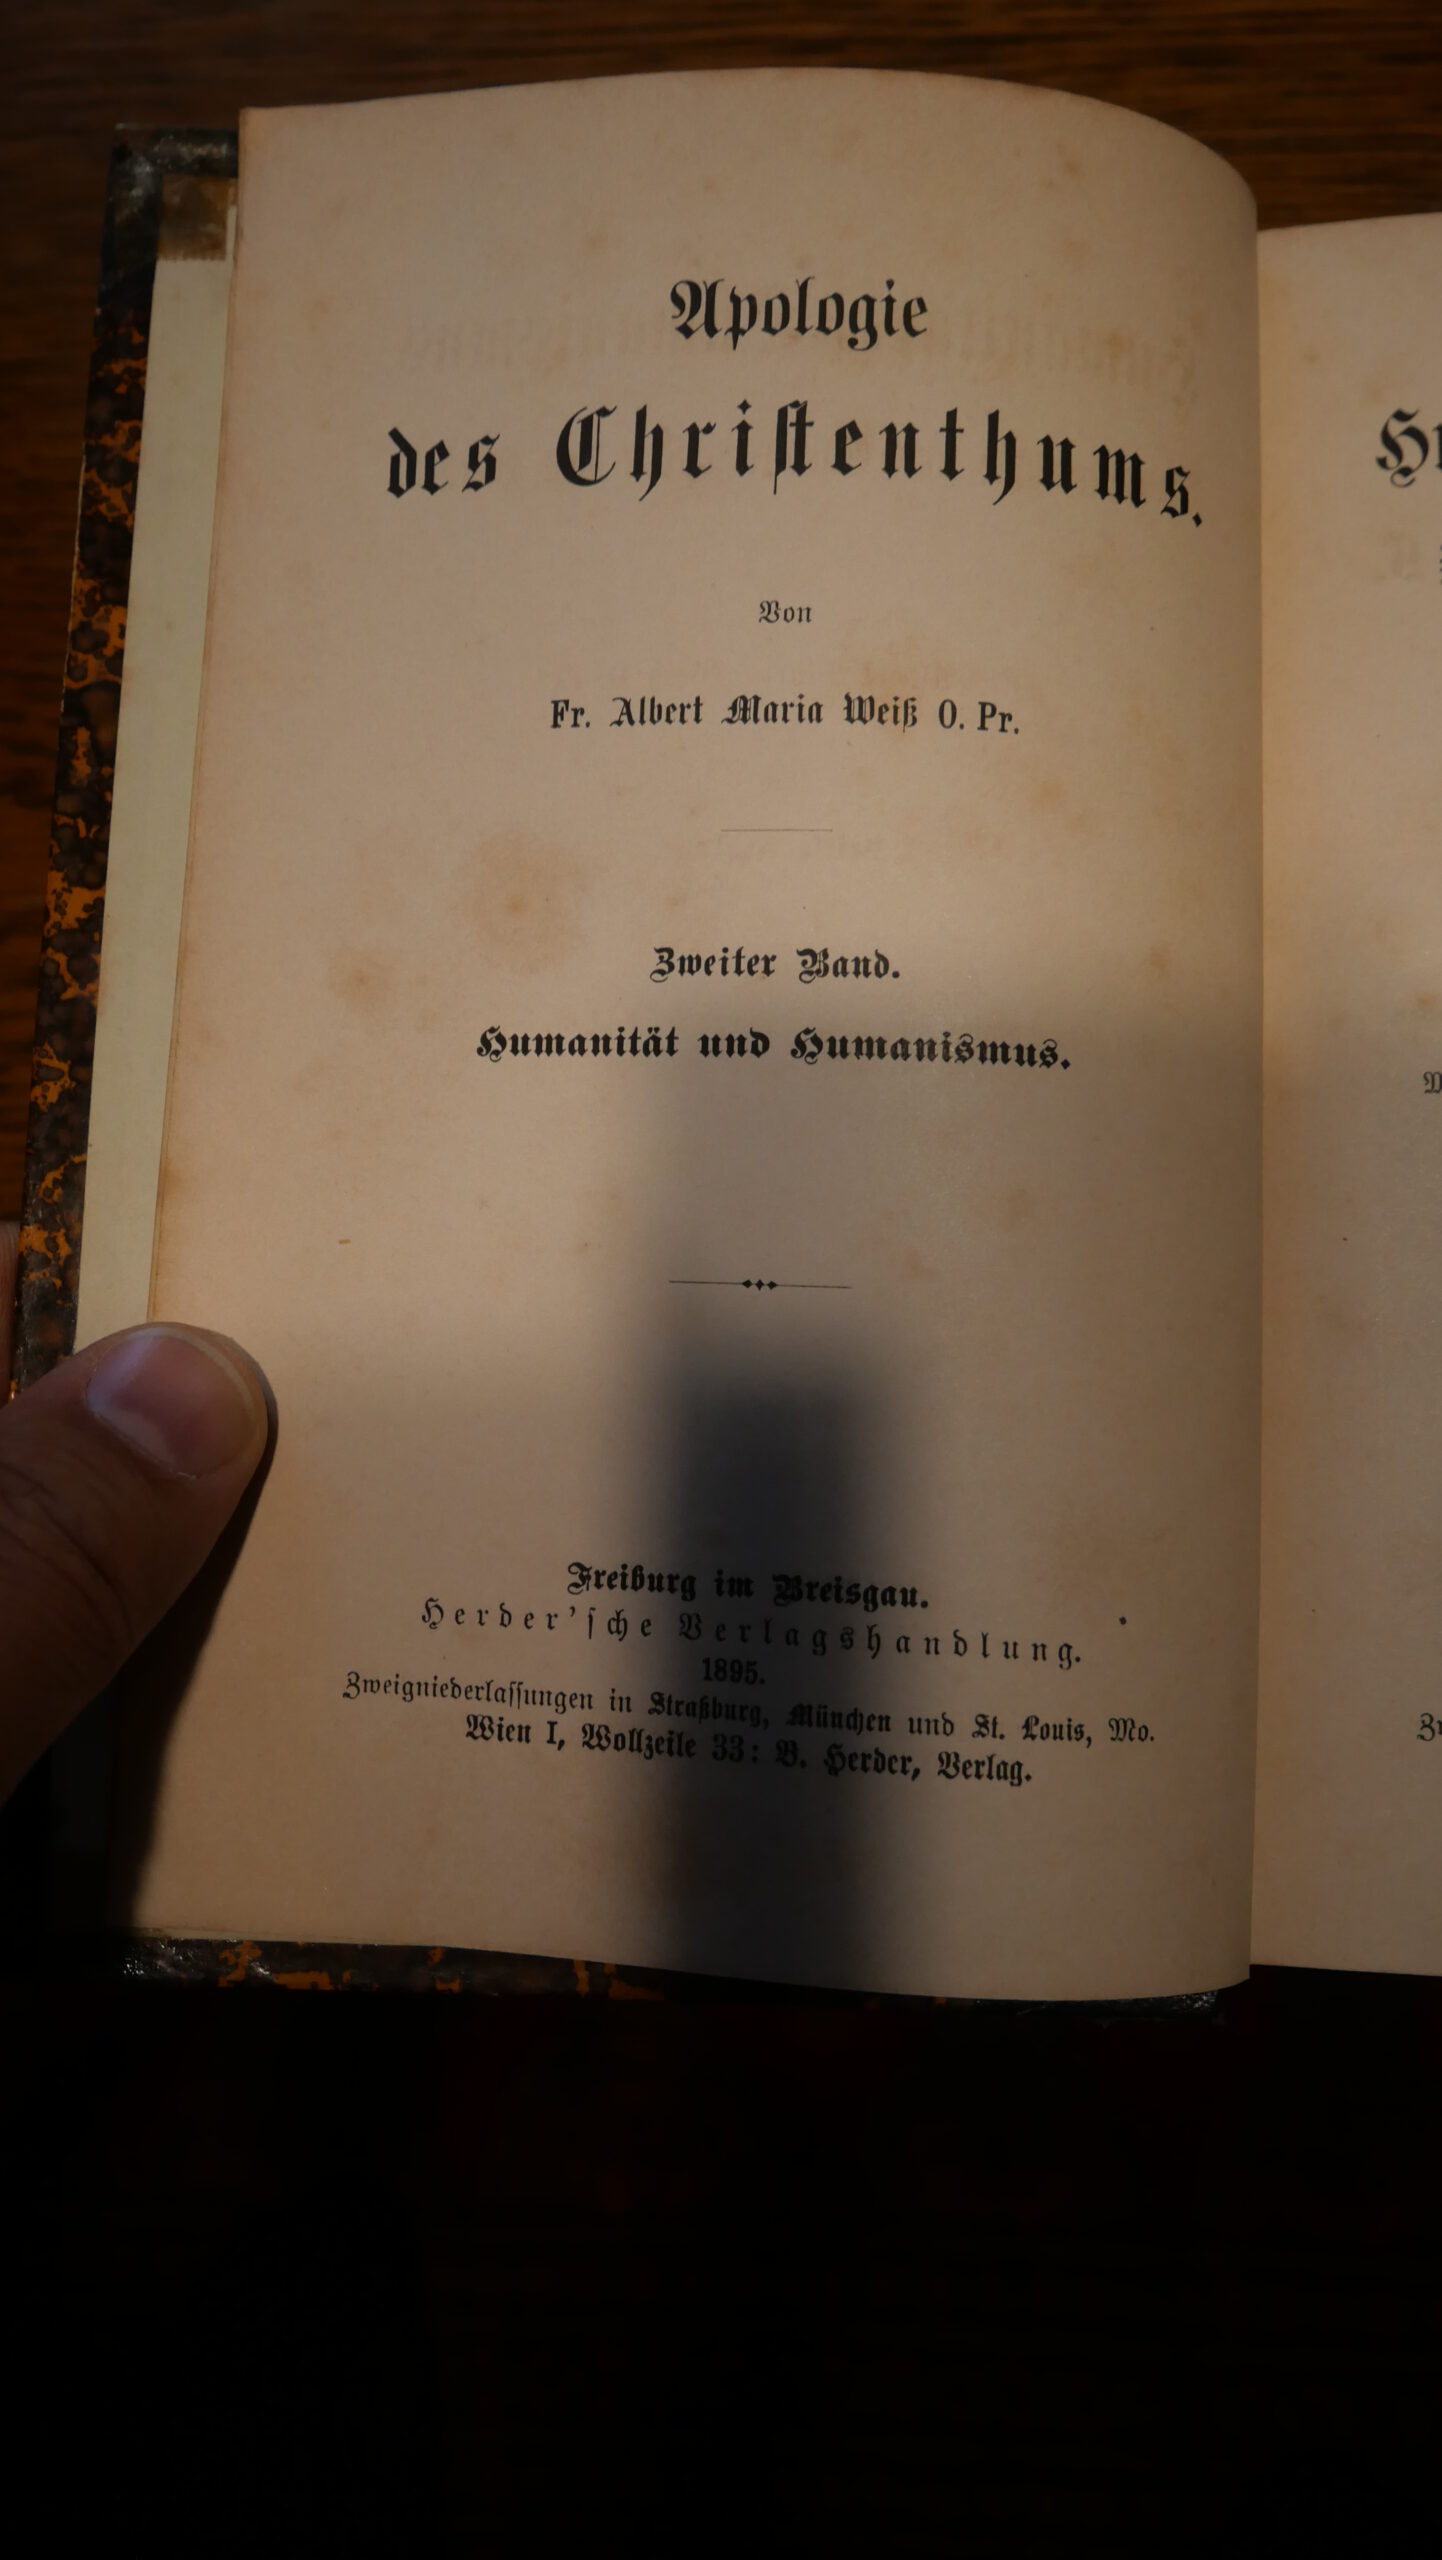 Apologie
des Christenthums.
Von
Fr. Albert Maria Weiß O. Pr.
Zweiter Band.
Humanität und Humanismus.
Freiburg im Breisgau.
Herder'sche Verlagshandlung.
1895.
Zweigniederlassungen in Straßburg, München und St. Louis, Mo.
Wien I, Wollzeile 33: B. Herder, Verlag.